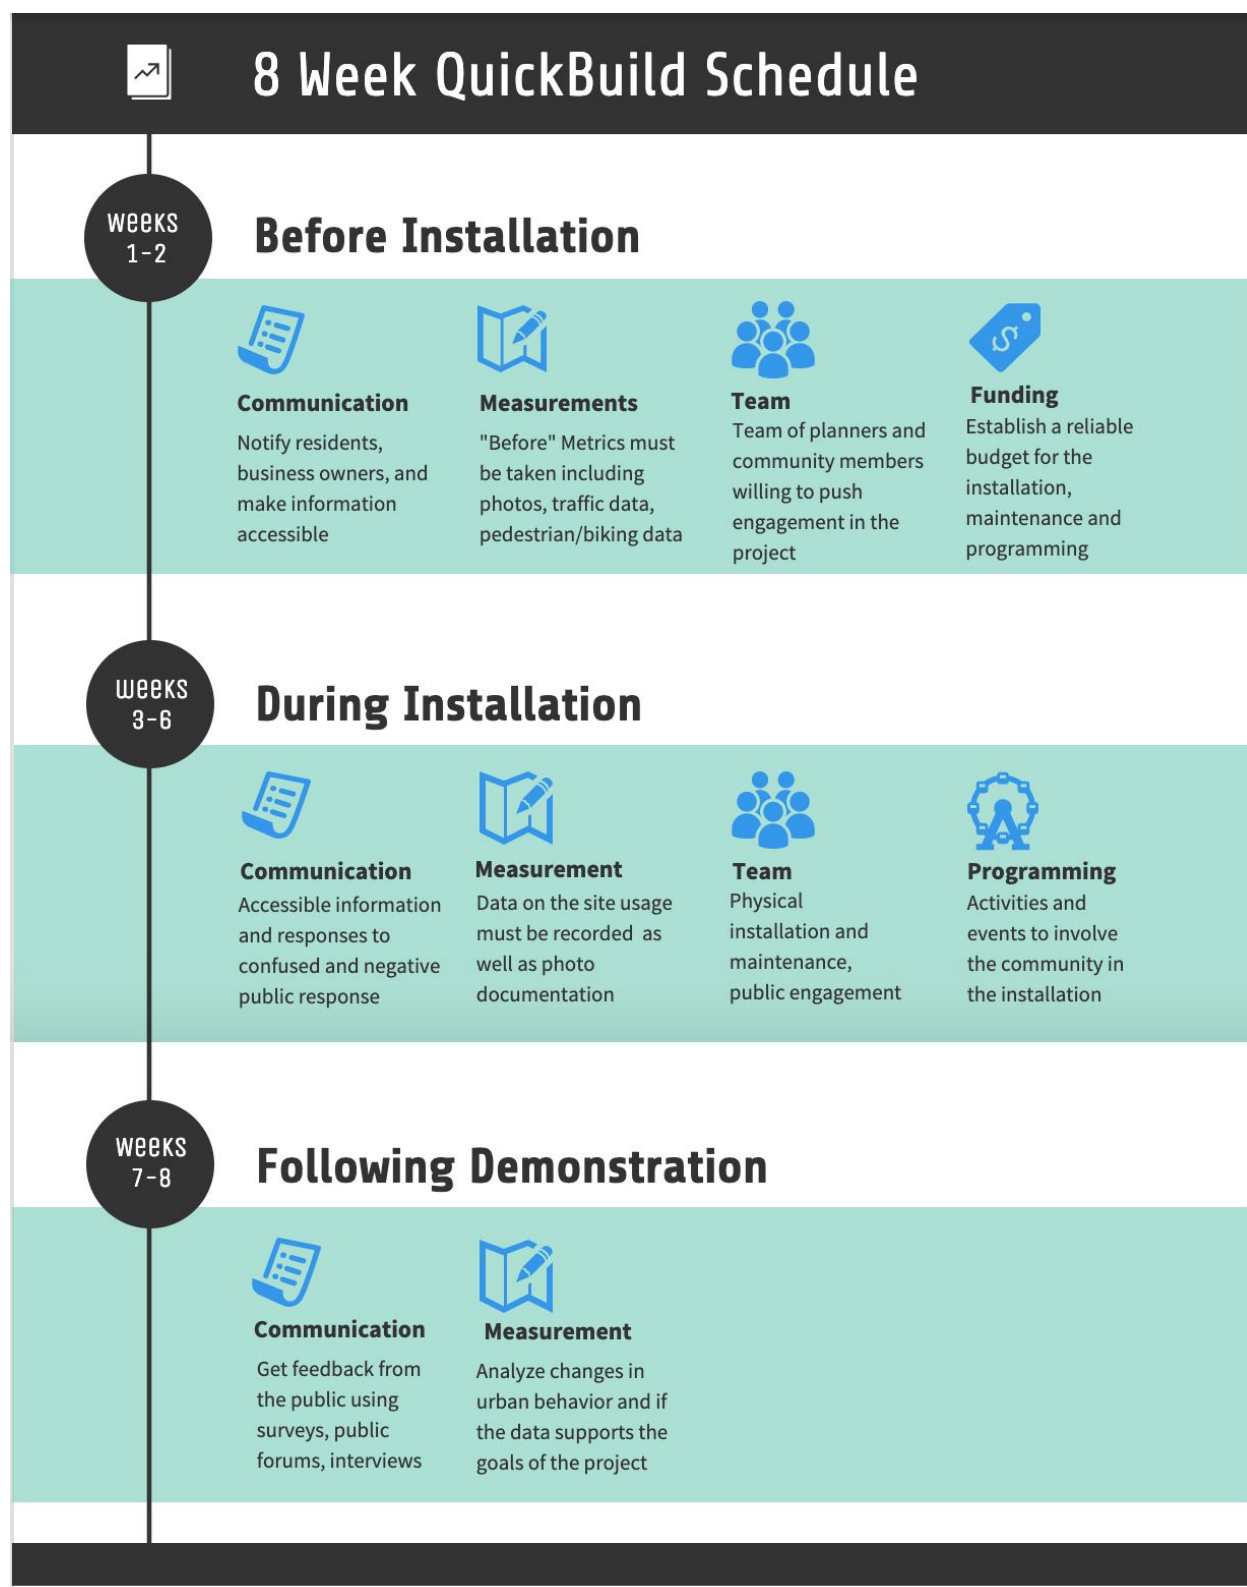 8 Week QuickBuild Schedule
Weeks
1-2
Before Installation
Communication
Notify residents,
business owners, and
make information
accessible
Measurements
"Before" Metrics must
be taken including
photos, traffic data,
pedestrian/biking data
Team
Team of planners and
community members
willing to push
engagement in the
project
Funding
Establish a reliable
budget for the
installation,
maintenance and
programming
Weeks
3-6
During Installation
Communication
Accessible information
and responses to
confused and negative
public response
Measurement
Data on the site usage
must be recorded  as
well as photo
documentation
Team
Physical
installation and
maintenance,
public engagement
Programming
Activities and
events to involve
the community in
the installation
Weeks
7-8
Following Demonstration
Communication
Get feedback from
the public using
surveys, public
forums, interviews
Measurement
Analyze changes in
urban behavior and if
the data supports the
goals of the project